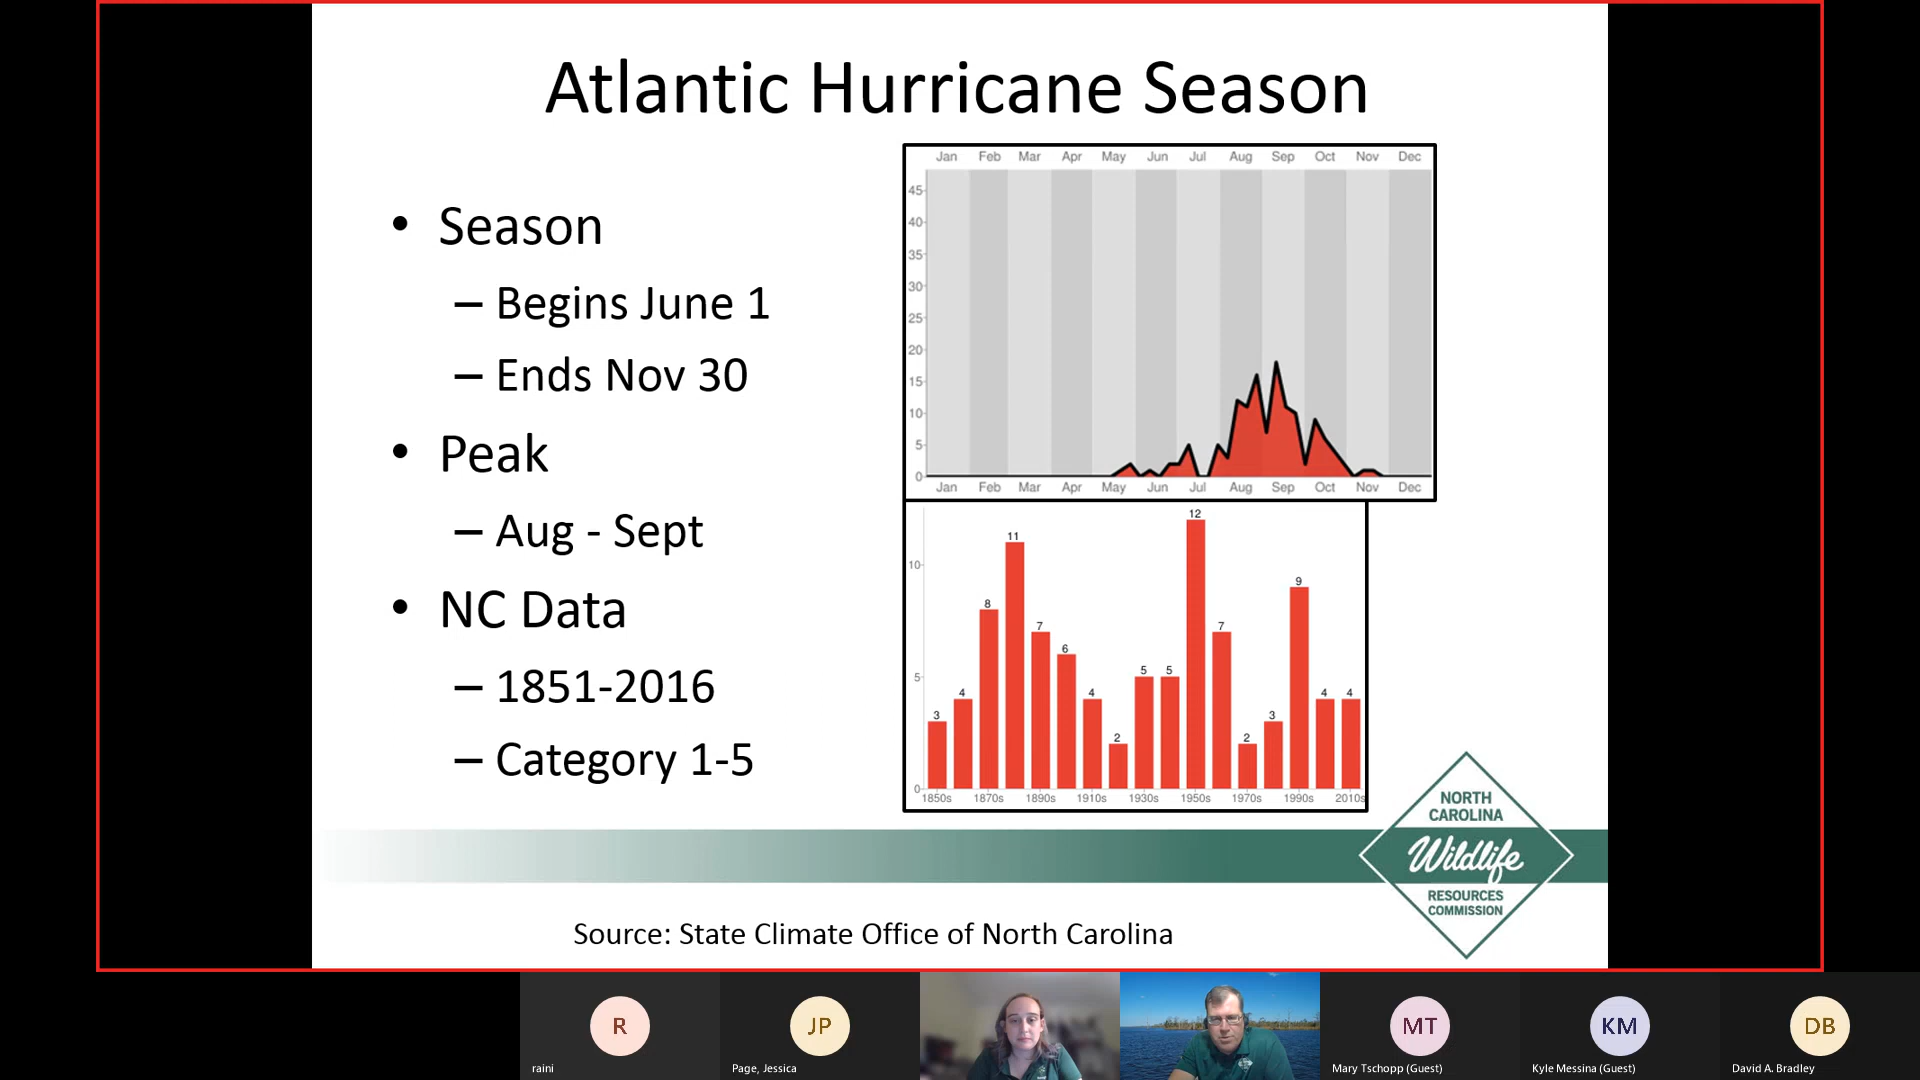 Atlantic Hurricane Season
• Season
– Begins June 1
– Ends Nov 30
• Peak
– Aug - Sept
• NC Data
– 1851-2016
– Category 1-5
Jan Feb Mar Apr May Jun Jul Aug Sep Oct Nov Dec
45
40
35
30
25
20
15
10
5
0
Jan Feb Mar Apr May Jun Jul Aug Sep Oct Nov Dec
10
5
0
3 4 8 11 7 6 4 2 5 5 12 7 2 3 9 4 4
1850s 1870s 1890s 1910s 1930s 1950s 1970s 1990s 2010s
NORTH
CAROLINA
Wildlife
RESOURCES
COMMISSION
Source: State Climate Office of North Carolina
R JP MT KM DB
raini Page, Jessica Mary Tschopp (Guest) Kyle Messina (Guest) David A. Bradley